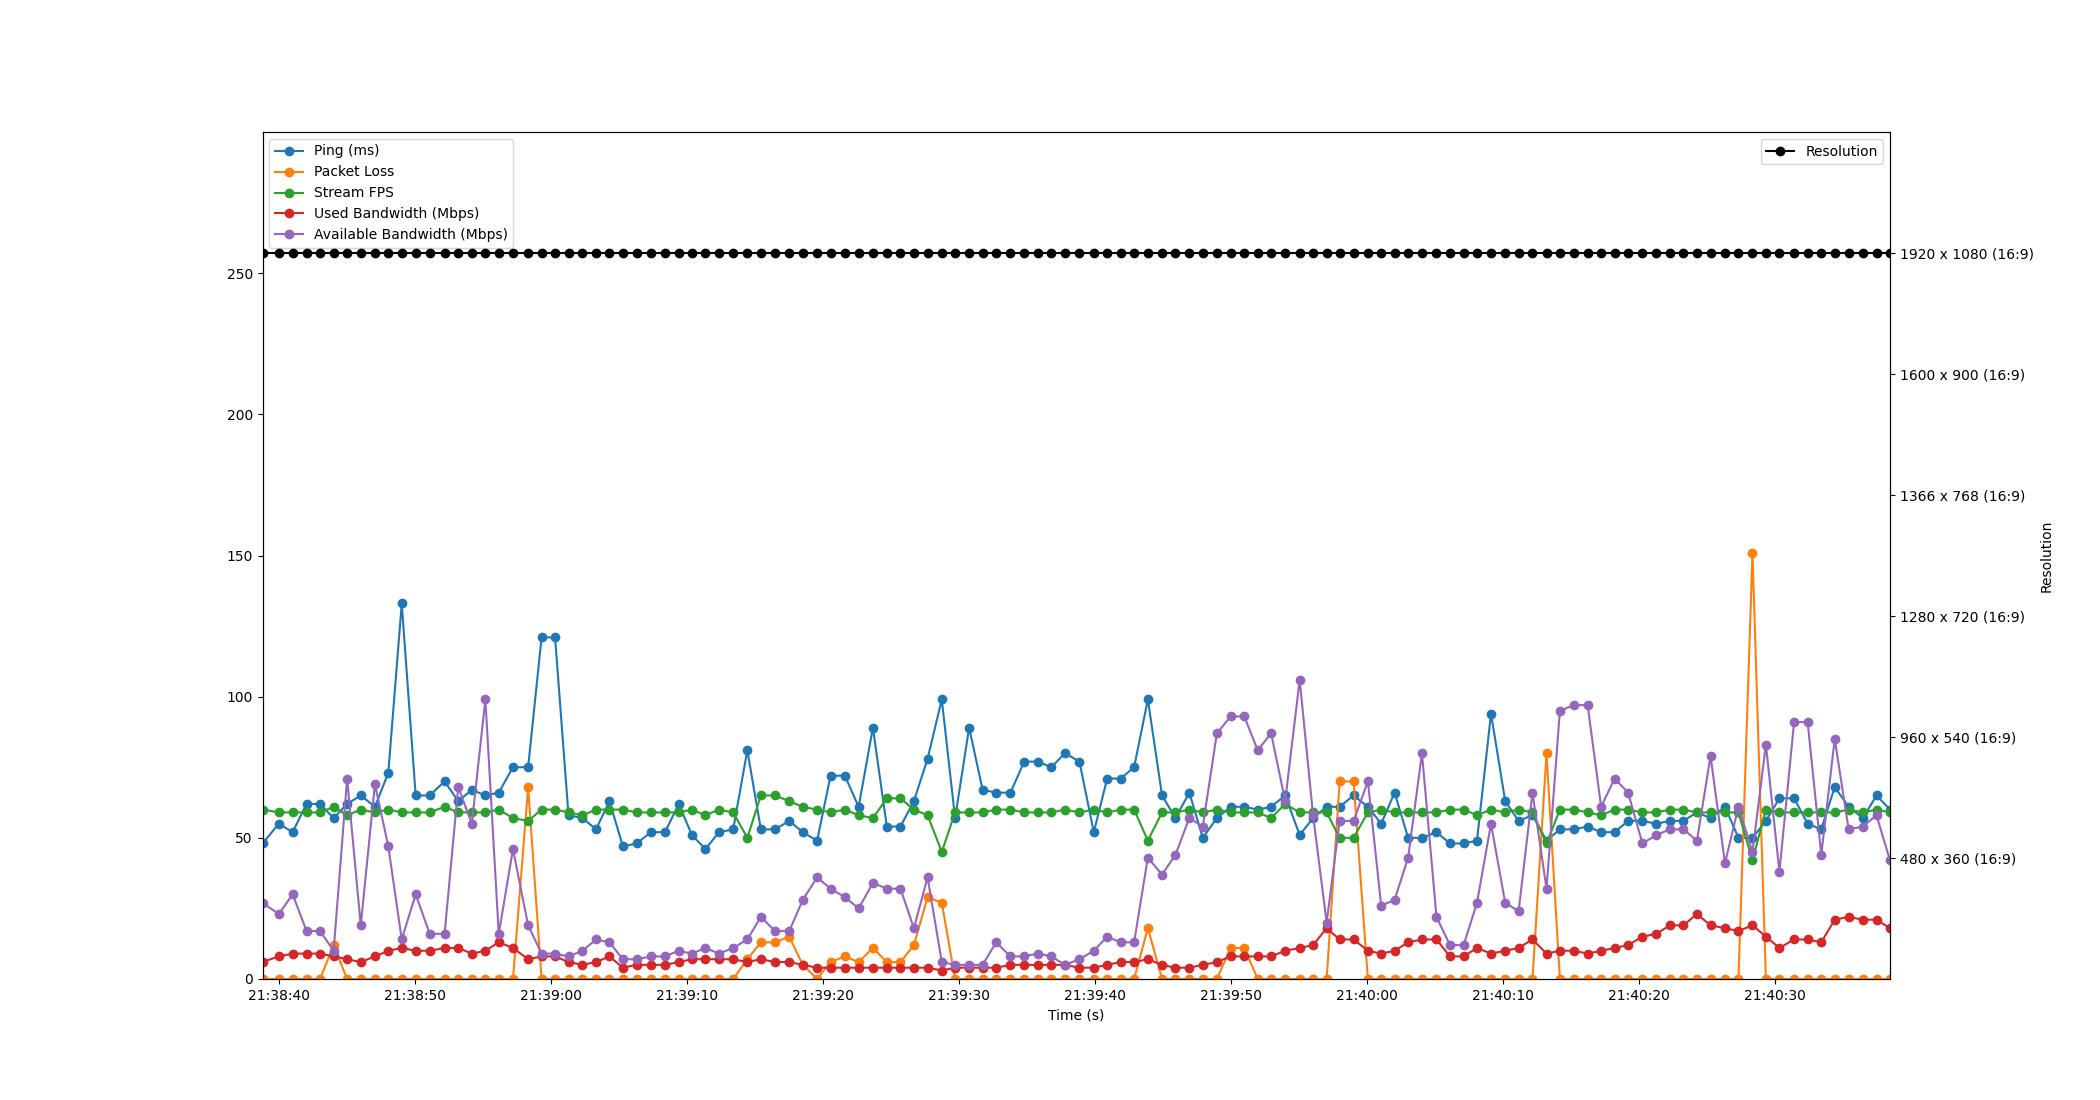 Ping (ms)
Packet Loss
Stream FPS
Used Bandwidth (Mbps)
Available Bandwidth (Mbps)
Resolution
250
200
150
100
50
0
1920 x 1080 (16:9)
1600 x 900 (16:9)
1366 x 768 (16:9)
1280 x 720 (16:9)
960 x 540 (16:9)
480 x 360 (16:9)
Resolution
21:38:40 21:38:50 21:39:00 21:39:10 21:39:20 21:39:30 21:39:40 21:39:50 21:40:00 21:40:10 21:40:20 21:40:30
Time (s)